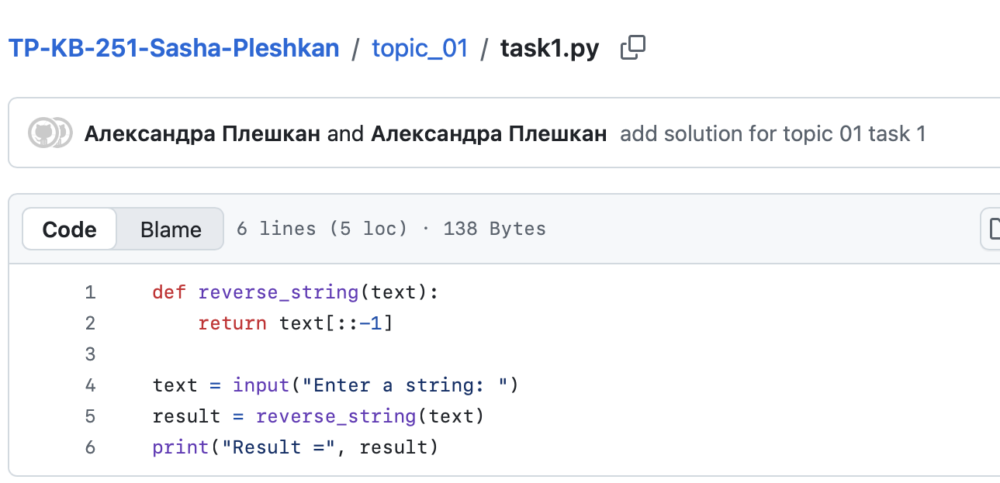 TP-KB-251-Sasha-Pleshkan / topic_01 / task1.py
Александра Плешкан and Александра Плешкан add solution for topic 01 task 1
Code Blame 6 lines (5 loc) · 138 Bytes
1 def reverse_string(text):
2     return text[::-1]
3
4 text = input("Enter a string: ")
5 result = reverse_string(text)
6 print("Result =", result)